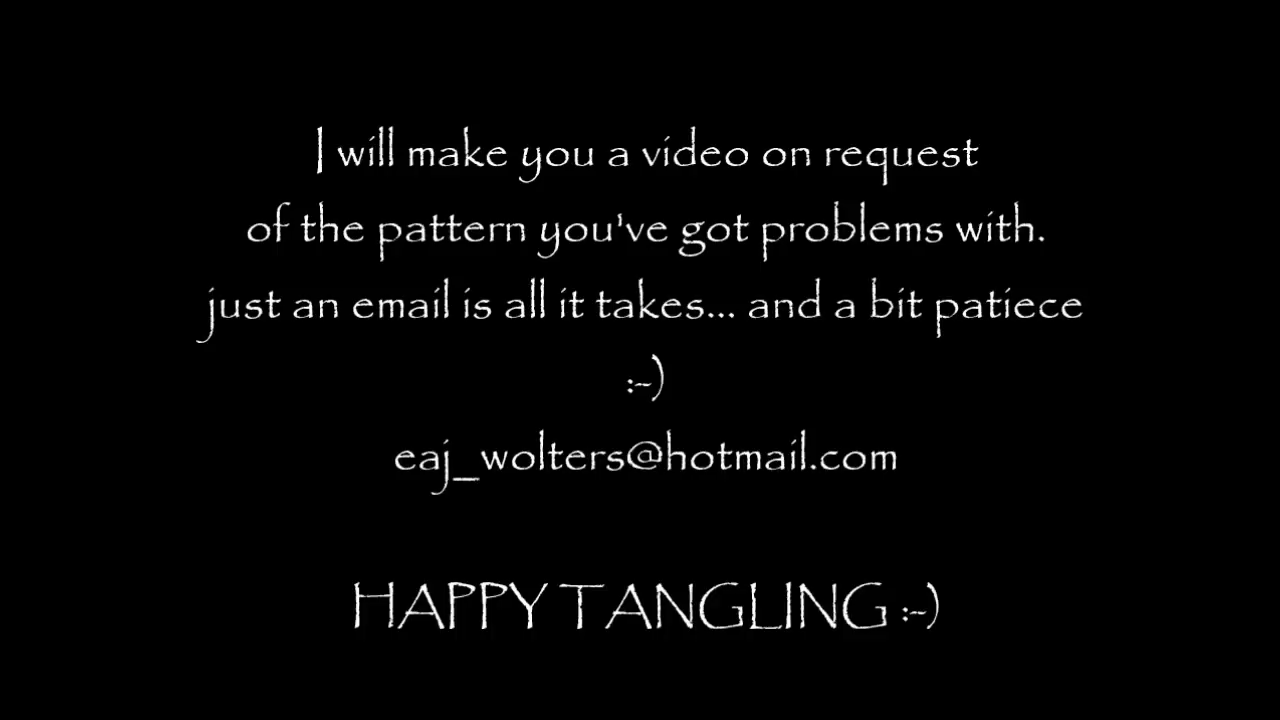 I will make you a video on request
of the pattern you've got problems with.
just an email is all it takes... and a bit patiece
:-)
eaj_wolters@hotmail.com
HAPPY TANGLING :-)